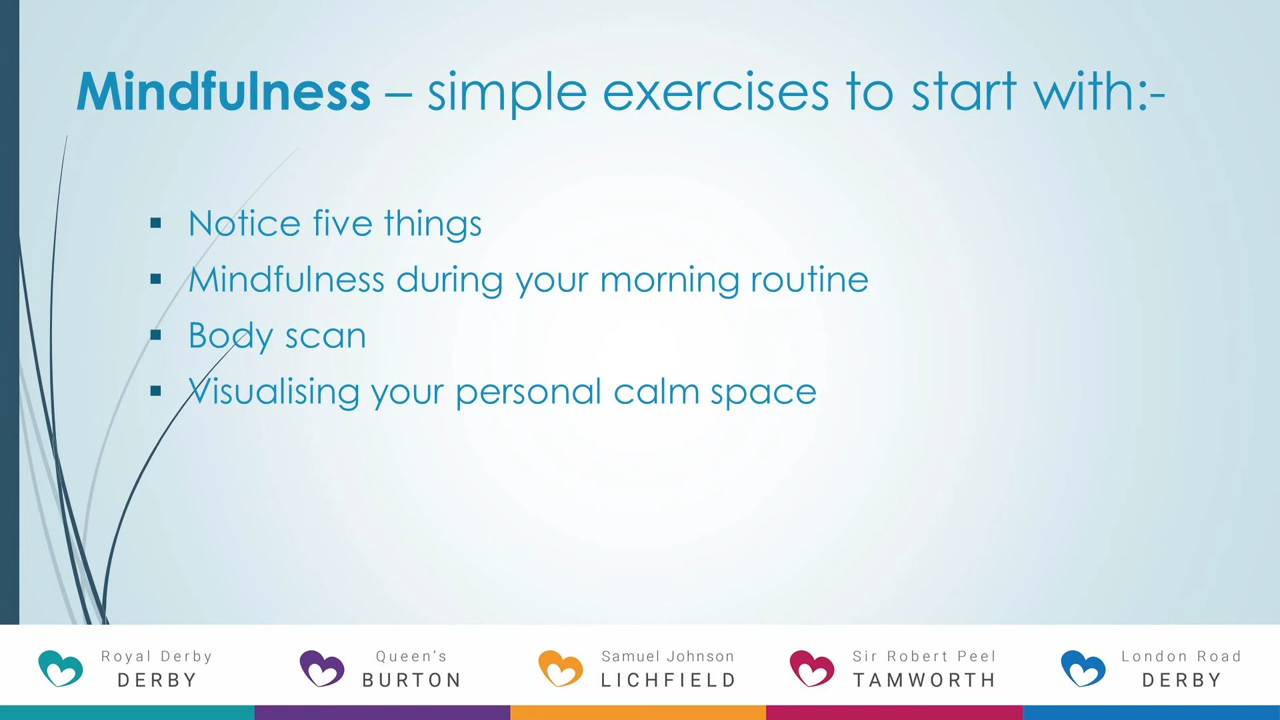 Mindfulness – simple exercises to start with:-
▪ Notice five things
▪ Mindfulness during your morning routine
▪ Body scan
▪ Visualising your personal calm space
Royal Derby
DERBY
Queen's
BURTON
Samuel Johnson
LICHFIELD
Sir Robert Peel
TAMWORTH
London Road
DERBY